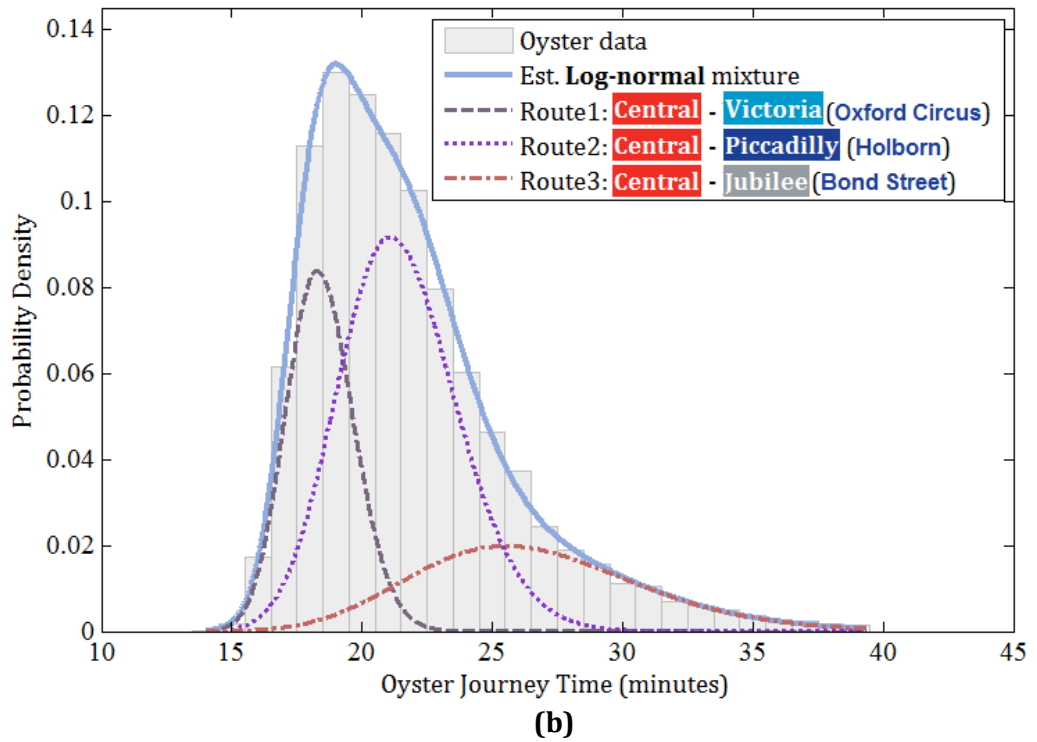 0.14
0.12
0.1
0.08
0.06
0.04
0.02
0
Probability Density
Oyster data
Est. Log-normal mixture
Route1: Central - Victoria (Oxford Circus)
Route2: Central - Piccadilly (Holborn)
Route3: Central - Jubilee (Bond Street)
10 15 20 25 30 35 40 45
Oyster Journey Time (minutes)
(b)